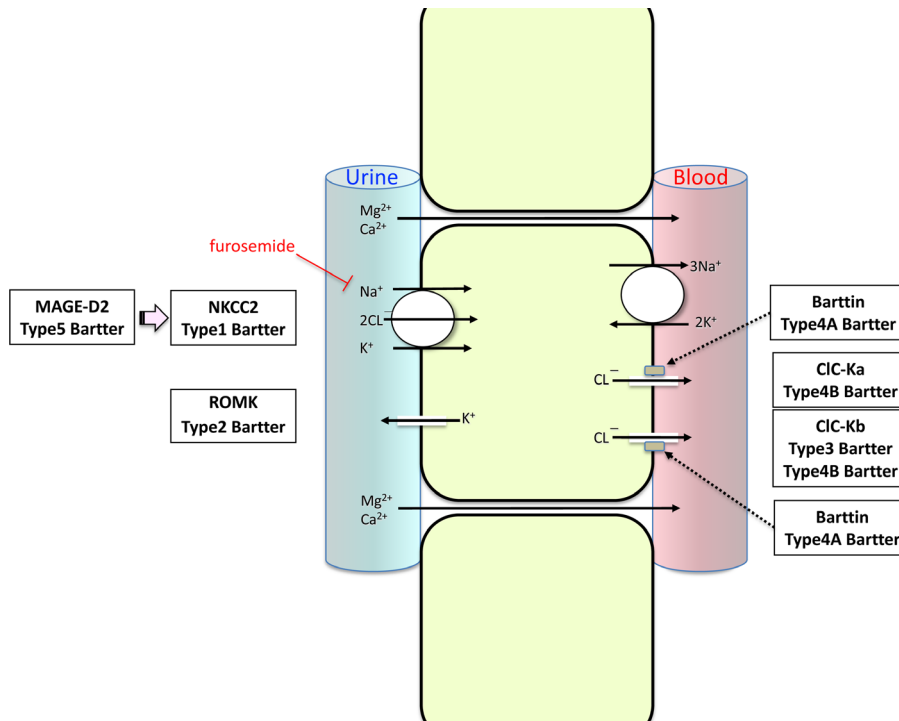 Urine
Blood
Mg²⁺
Ca²⁺
furosemide
Na⁺
2CL⁻
K⁺
3Na⁺
2K⁺
MAGE-D2
Type5 Bartter
NKCC2
Type1 Bartter
ROMK
Type2 Bartter
K⁺
CL⁻
CL⁻
Barttin
Type4A Bartter
ClC-Ka
Type4B Bartter
ClC-Kb
Type3 Bartter
Type4B Bartter
Barttin
Type4A Bartter
Mg²⁺
Ca²⁺